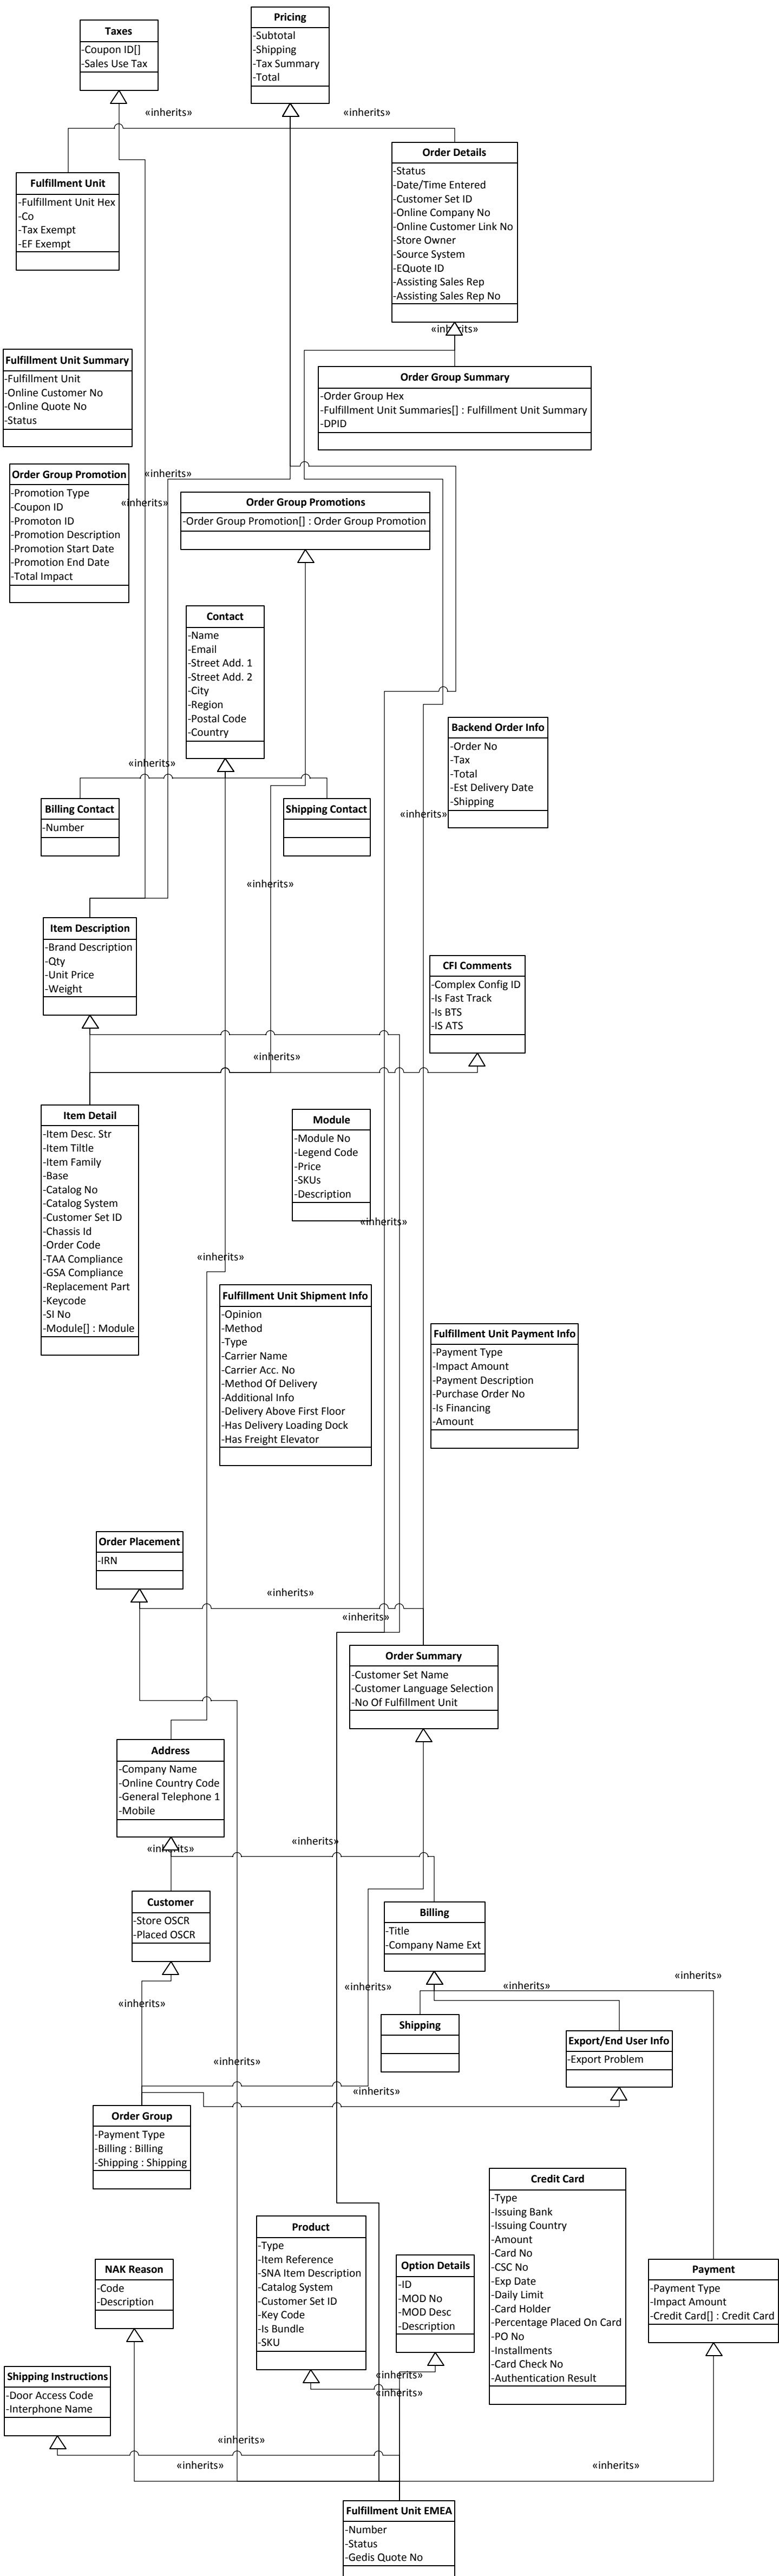 Taxes
-Coupon ID[]
-Sales Use Tax
Pricing
-Subtotal
-Shipping
-Tax Summary
-Total
«inherits»
«inherits»
Fulfillment Unit
-Fulfillment Unit Hex
-Co
-Tax Exempt
-EF Exempt
Order Details
-Status
-Date/Time Entered
-Customer Set ID
-Online Company No
-Online Customer Link No
-Store Owner
-Source System
-EQuote ID
-Assisting Sales Rep
-Assisting Sales Rep No
«inherits»
Fulfillment Unit Summary
-Fulfillment Unit
-Online Customer No
-Online Quote No
-Status
Order Group Summary
-Order Group Hex
-Fulfillment Unit Summaries[] : Fulfillment Unit Summary
-DPID
Order Group Promotion
-Promotion Type
-Coupon ID
-Promoton ID
-Promotion Description
-Promotion Start Date
-Promotion End Date
-Total Impact
«inherits»
«inherits»
Order Group Promotions
-Order Group Promotion[] : Order Group Promotion
Contact
-Name
-Email
-Street Add. 1
-Street Add. 2
-City
-Region
-Postal Code
-Country
Backend Order Info
-Order No
-Tax
-Total
-Est Delivery Date
-Shipping
«inherits»
Billing Contact
-Number
Shipping Contact
«inherits»
«inherits»
Item Description
-Brand Description
-Qty
-Unit Price
-Weight
CFI Comments
-Complex Config ID
-Is Fast Track
-Is BTS
-IS ATS
«inherits»
Item Detail
-Item Desc. Str
-Item Tiltle
-Item Family
-Base
-Catalog No
-Catalog System
-Customer Set ID
-Chassis Id
-Order Code
-TAA Compliance
-GSA Compliance
-Replacement Part
-Keycode
-SI No
-Module[] : Module
Module
-Module No
-Legend Code
-Price
-SKUs
-Description
«inherits»
«inherits»
Fulfillment Unit Shipment Info
-Opinion
-Method
-Type
-Carrier Name
-Carrier Acc. No
-Method Of Delivery
-Additional Info
-Delivery Above First Floor
-Has Delivery Loading Dock
-Has Freight Elevator
Fulfillment Unit Payment Info
-Payment Type
-Impact Amount
-Payment Description
-Purchase Order No
-Is Financing
-Amount
Order Placement
-IRN
«inherits»
«inherits»
Order Summary
-Customer Set Name
-Customer Language Selection
-No Of Fulfillment Unit
Address
-Company Name
-Online Country Code
-General Telephone 1
-Mobile
«inherits»
«inherits»
Customer
-Store OSCR
-Placed OSCR
Billing
-Title
-Company Name Ext
«inherits»
«inherits»
«inherits»
«inherits»
Shipping
Export/End User Info
-Export Problem
«inherits»
«inherits»
Order Group
-Payment Type
-Billing : Billing
-Shipping : Shipping
Credit Card
-Type
-Issuing Bank
-Issuing Country
-Amount
-Card No
-CSC No
-Exp Date
-Daily Limit
-Card Holder
-Percentage Placed On Card
-PO No
-Installments
-Card Check No
-Authentication Result
Product
-Type
-Item Reference
-SNA Item Description
-Catalog System
-Customer Set ID
-Key Code
-Is Bundle
-SKU
Option Details
-ID
-MOD No
-MOD Desc
-Description
NAK Reason
-Code
-Description
Payment
-Payment Type
-Impact Amount
-Credit Card[] : Credit Card
Shipping Instructions
-Door Access Code
-Interphone Name
«inherits»
«inherits»
«inherits»
«inherits»
«inherits»
Fulfillment Unit EMEA
-Number
-Status
-Gedis Quote No